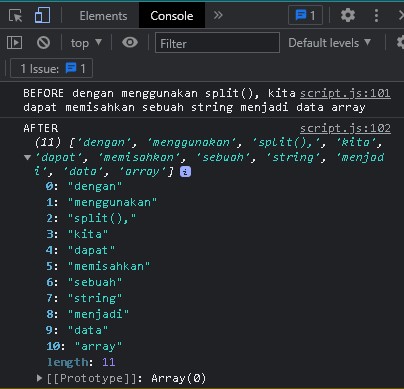 Elements Console 1
top Filter Default levels
1 Issue: 1
BEFORE dengan menggunakan split(), kita script.js:101
dapat memisahkan sebuah string menjadi data array
AFTER script.js:102
(11) ['dengan', 'menggunakan', 'split(),', 'kita',
'dapat', 'memisahkan', 'sebuah', 'string', 'menjad
i', 'data', 'array'] i
0: "dengan"
1: "menggunakan"
2: "split(),"
3: "kita"
4: "dapat"
5: "memisahkan"
6: "sebuah"
7: "string"
8: "menjadi"
9: "data"
10: "array"
length: 11
[[Prototype]]: Array(0)